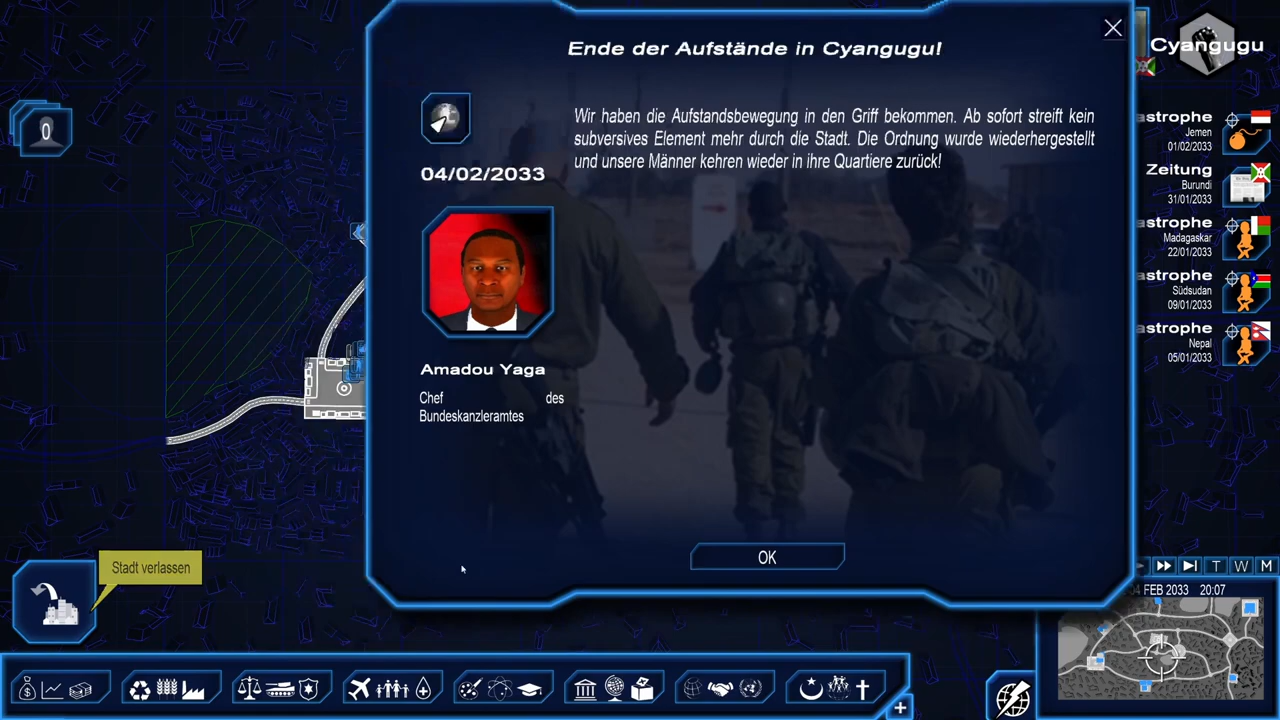 Ende der Aufstände in Cyangugu!
Wir haben die Aufstandsbewegung in den Griff bekommen. Ab sofort streift kein
subversives Element mehr durch die Stadt. Die Ordnung wurde wiederhergestellt
und unsere Männer kehren wieder in ihre Quartiere zurück!
04/02/2033
Amadou Yaga
Chef des
Bundeskanzleramtes
OK
0
Stadt verlassen
Cyangugu
astrophe
Jemen
01/02/2033
Zeitung
Burundi
31/01/2033
astrophe
Madagaskar
22/01/2033
astrophe
Südsudan
09/01/2033
astrophe
Nepal
05/01/2033
T W M
04 FEB 2033 20:07